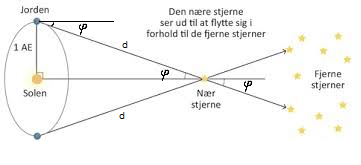 Jorden
φ
1 AE
d
Den nære stjerne
ser ud til at flytte sig i
forhold til de fjerne stjerner
φ
φ
Solen
Nær
stjerne
Fjerne
stjerner
φ
d